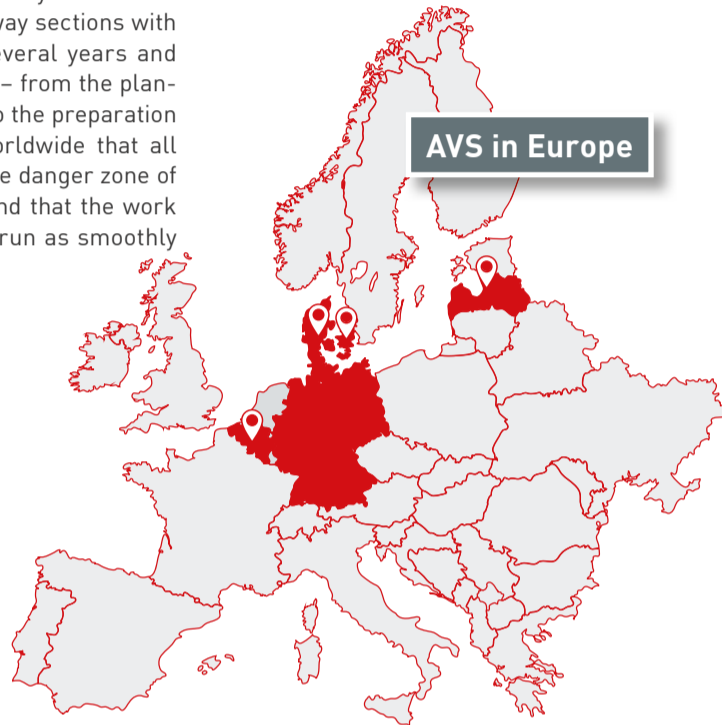 way sections with
everal years and
– from the plan-
o the preparation
orldwide that all
e danger zone of
nd that the work
run as smoothly
AVS in Europe